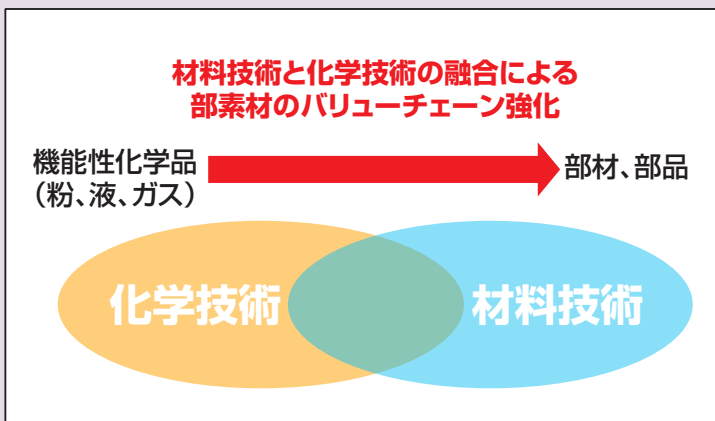 材料技術と化学技術の融合による
部素材のバリューチェーン強化
機能性化学品
（粉、液、ガス）
部材、部品
化学技術
材料技術